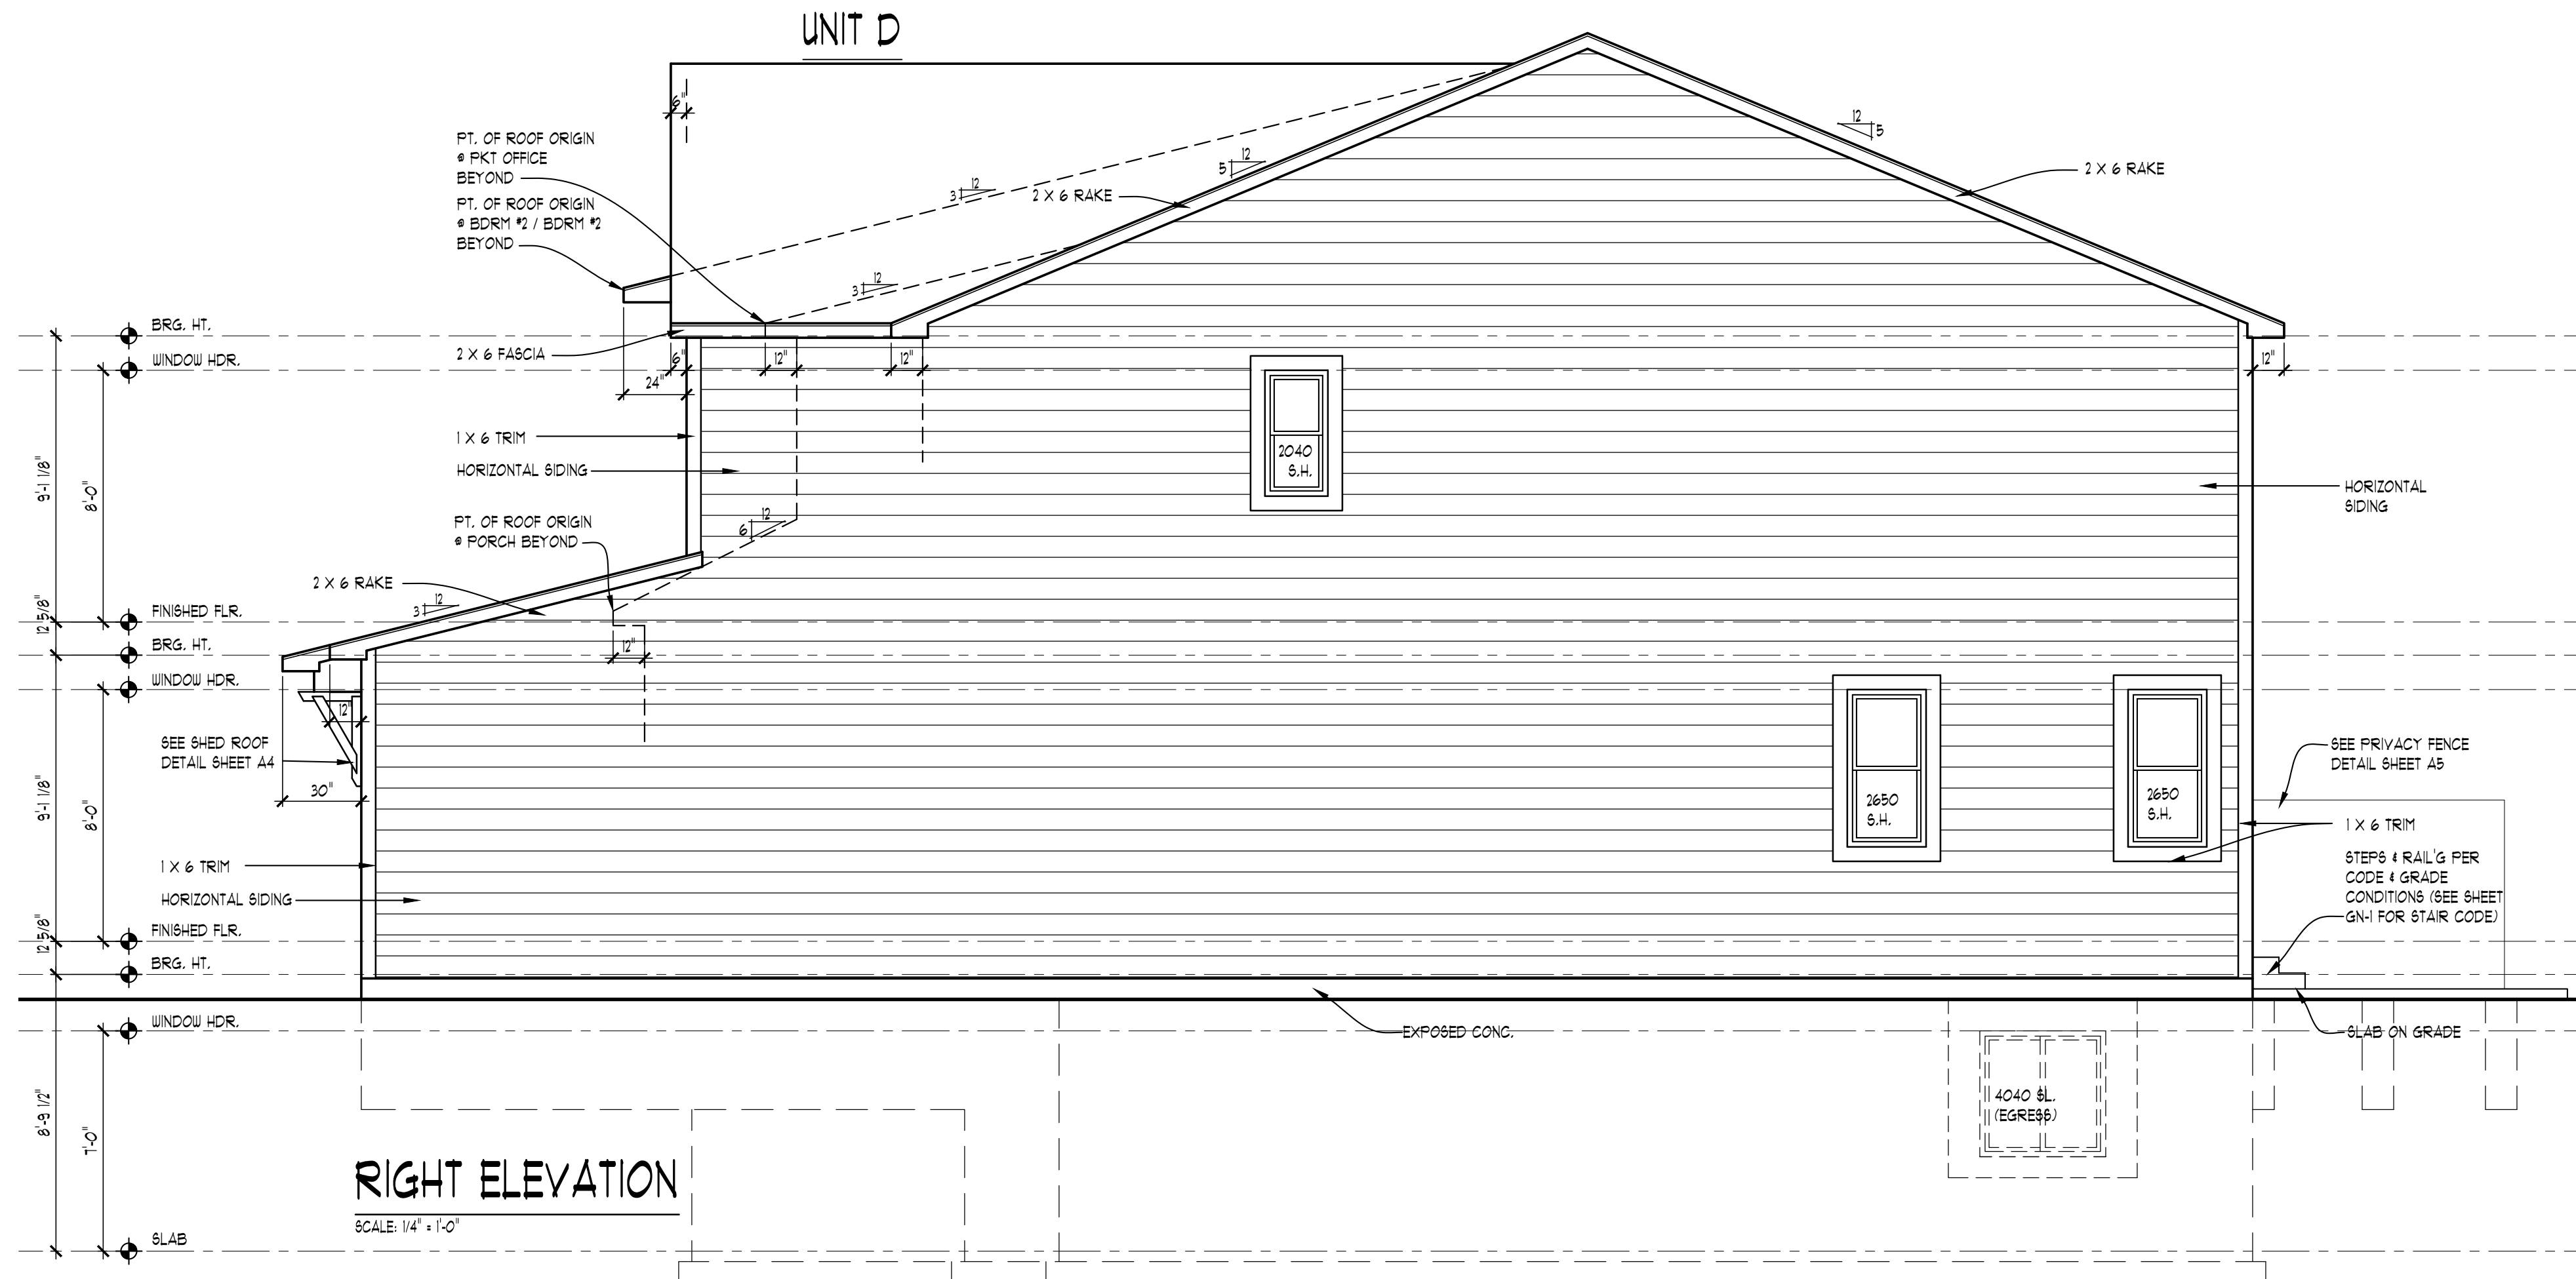 UNIT D
6"
PT. OF ROOF ORIGIN
@ PKT OFFICE
BEYOND
PT. OF ROOF ORIGIN
@ BDRM #2 / BDRM #2
BEYOND
12
3
2 X 6 RAKE
12
5
12
5
2 X 6 RAKE
12
3
BRG. HT.
WINDOW HDR.
2 X 6 FASCIA
6"
12"
12"
24"
12"
9'-1 1/8"
8'-0"
1 X 6 TRIM
HORIZONTAL SIDING
2040
S.H.
HORIZONTAL
SIDING
PT. OF ROOF ORIGIN
@ PORCH BEYOND
12
6
2 X 6 RAKE
12
3
12 5/8"
FINISHED FLR.
BRG. HT.
WINDOW HDR.
12"
12"
SEE SHED ROOF
DETAIL SHEET A4
30"
9'-1 1/8"
8'-0"
2650
S.H.
2650
S.H.
SEE PRIVACY FENCE
DETAIL SHEET A5
1 X 6 TRIM
1 X 6 TRIM
HORIZONTAL SIDING
STEPS & RAIL'G PER
CODE & GRADE
CONDITIONS (SEE SHEET
GN-1 FOR STAIR CODE)
12 5/8"
FINISHED FLR.
BRG. HT.
WINDOW HDR.
EXPOSED CONC.
SLAB ON GRADE
8'-9 1/2"
7'-0"
4040 SL.
(EGRESS)
RIGHT ELEVATION
SCALE: 1/4" = 1'-0"
SLAB